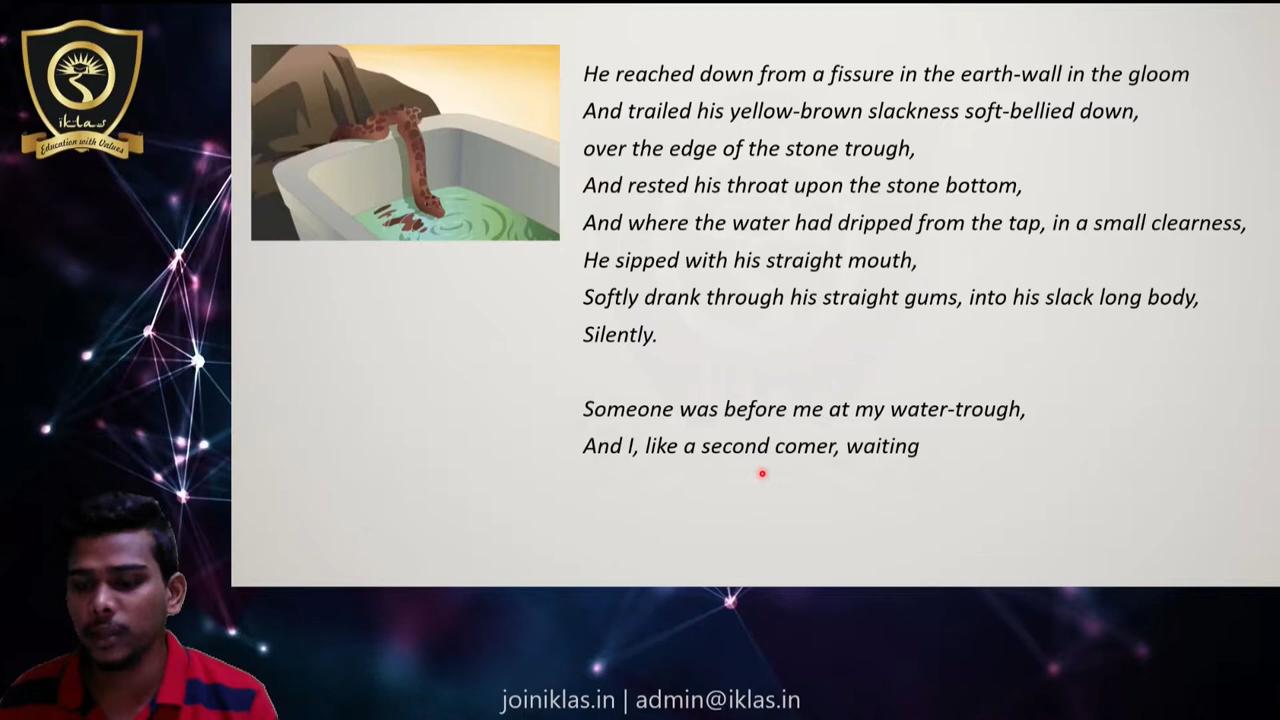 iklas
Education with Values
He reached down from a fissure in the earth-wall in the gloom
And trailed his yellow-brown slackness soft-bellied down,
over the edge of the stone trough,
And rested his throat upon the stone bottom,
And where the water had dripped from the tap, in a small clearness,
He sipped with his straight mouth,
Softly drank through his straight gums, into his slack long body,
Silently.
Someone was before me at my water-trough,
And I, like a second comer, waiting
joiniklas.in | admin@iklas.in